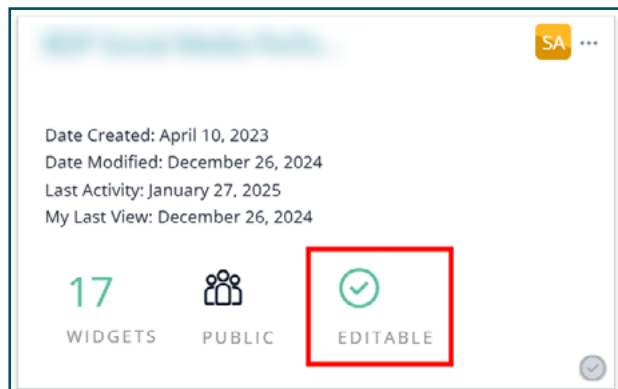 SA ...
Date Created: April 10, 2023
Date Modified: December 26, 2024
Last Activity: January 27, 2025
My Last View: December 26, 2024
17
WIDGETS
PUBLIC
EDITABLE